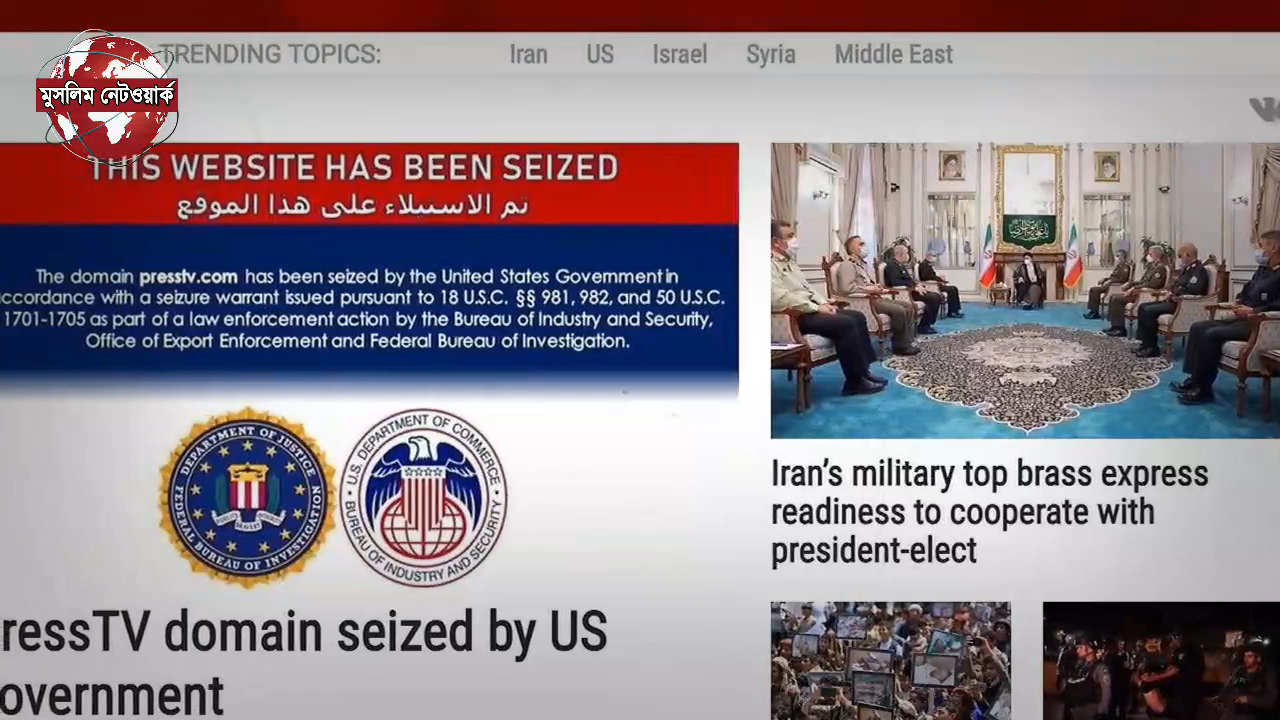 TRENDING TOPICS:
Iran US Israel Syria Middle East
মুসলিম নেটওয়ার্ক
THIS WEBSITE HAS BEEN SEIZED
تم الاستيلاء على هذا الموقع
The domain presstv.com has been seized by the United States Government in
ccordance with a seizure warrant issued pursuant to 18 U.S.C. §§ 981, 982, and 50 U.S.C.
1701-1705 as part of a law enforcement action by the Bureau of Industry and Security,
Office of Export Enforcement and Federal Bureau of Investigation.
DEPARTMENT OF JUSTICE
FEDERAL BUREAU OF INVESTIGATION
U.S. DEPARTMENT OF COMMERCE
BUREAU OF INDUSTRY AND SECURITY
ressTV domain seized by US
overnment
Iran's military top brass express
readiness to cooperate with
president-elect